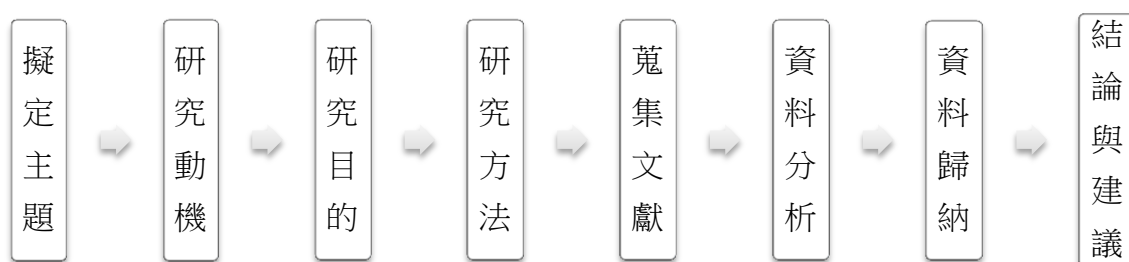 擬定主題
研究動機
研究目的
研究方法
蒐集文獻
資料分析
資料歸納
結論與建議